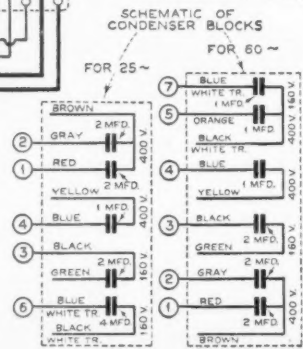 SCHEMATIC OF
CONDENSER BLOCKS
FOR 25~
BROWN
2 MFD.
2 GRAY
1 RED
2 MFD.
400 V.
YELLOW
1 MFD.
4 BLUE
400 V.
3 BLACK
2 MFD.
GREEN
160 V.
6 BLUE
WHITE TR. 4 MFD.
BLACK
WHITE TR.
160 V.
FOR 60~
7 BLUE
WHITE TR.
1 MFD.
5 ORANGE
1 MFD.
BLACK
WHITE TR.
400 V.
4 BLUE
1 MFD.
YELLOW
400 V.
3 BLACK
2 MFD.
GREEN
160 V.
2 GRAY
2 MFD.
1 RED
2 MFD.
BROWN
400 V.